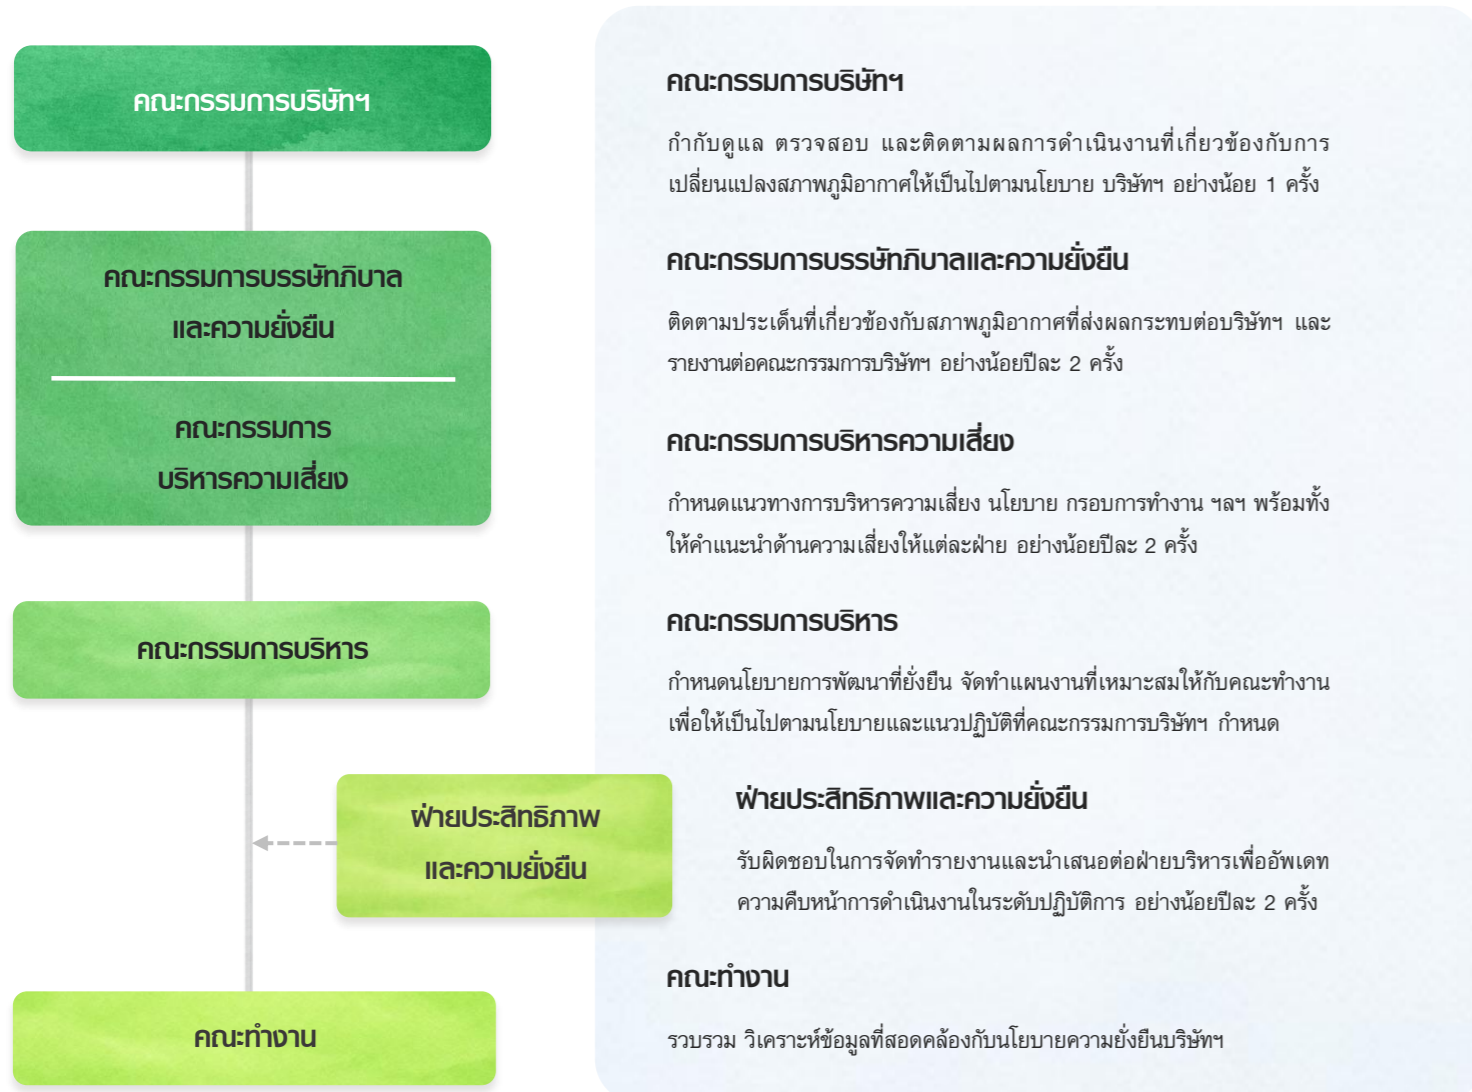 คณะกรรมการบริษัทฯ
คณะกรรมการบรรษัทภิบาล
และความยั่งยืน
คณะกรรมการ
บริหารความเสี่ยง
คณะกรรมการบริหาร
ฝ่ายประสิทธิภาพ
และความยั่งยืน
คณะทำงาน
คณะกรรมการบริษัทฯ
กำกับดูแล ตรวจสอบ และติดตามผลการดำเนินงานที่เกี่ยวข้องกับการ
เปลี่ยนแปลงสภาพภูมิอากาศให้เป็นไปตามนโยบาย บริษัทฯ อย่างน้อย 1 ครั้ง
คณะกรรมการบรรษัทภิบาลและความยั่งยืน
ติดตามประเด็นที่เกี่ยวข้องกับสภาพภูมิอากาศที่ส่งผลกระทบต่อบริษัทฯ และ
รายงานต่อคณะกรรมการบริษัทฯ อย่างน้อยปีละ 2 ครั้ง
คณะกรรมการบริหารความเสี่ยง
กำหนดแนวทางการบริหารความเสี่ยง นโยบาย กรอบการทำงาน ฯลฯ พร้อมทั้ง
ให้คำแนะนำด้านความเสี่ยงให้แต่ละฝ่าย อย่างน้อยปีละ 2 ครั้ง
คณะกรรมการบริหาร
กำหนดนโยบายการพัฒนาที่ยั่งยืน จัดทำแผนงานที่เหมาะสมให้กับคณะทำงาน
เพื่อให้เป็นไปตามนโยบายและแนวปฏิบัติที่คณะกรรมการบริษัทฯ กำหนด
ฝ่ายประสิทธิภาพและความยั่งยืน
รับผิดชอบในการจัดทำรายงานและนำเสนอต่อฝ่ายบริหารเพื่ออัพเดท
ความคืบหน้าการดำเนินงานในระดับปฏิบัติการ อย่างน้อยปีละ 2 ครั้ง
คณะทำงาน
รวบรวม วิเคราะห์ข้อมูลที่สอดคล้องกับนโยบายความยั่งยืนบริษัทฯ